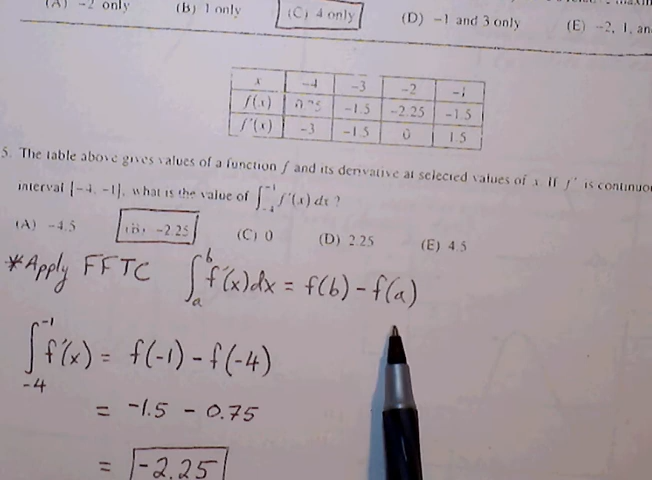 (A) -2 only (B) 1 only (C) 4 only (D) -1 and 3 only (E) -2, 1, an
x -4 -3 -2 -1
f(x) 0.75 -1.5 -2.25 -1.5
f'(x) -3 -1.5 0 1.5
5. The table above gives values of a function f and its derivative at selected values of x. If f' is continuou
interval [-4, -1], what is the value of ∫_{-4}^{-1} f'(x) dx ?
(A) -4.5 (B) -2.25 (C) 0 (D) 2.25 (E) 4.5
*Apply FFTC ∫_a^b f'(x)dx = f(b) - f(a)
∫_{-4}^{-1} f'(x) = f(-1) - f(-4)
= -1.5 - 0.75
= -2.25